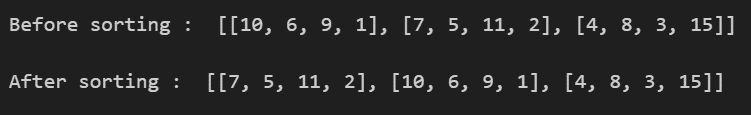 Before sorting :  [[10, 6, 9, 1], [7, 5, 11, 2], [4, 8, 3, 15]]
After sorting :  [[7, 5, 11, 2], [10, 6, 9, 1], [4, 8, 3, 15]]